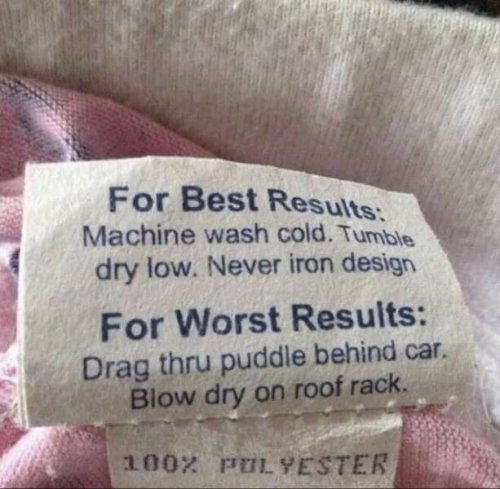 For Best Results:
Machine wash cold. Tumble
dry low. Never iron design
For Worst Results:
Drag thru puddle behind car.
Blow dry on roof rack.
100% POLYESTER